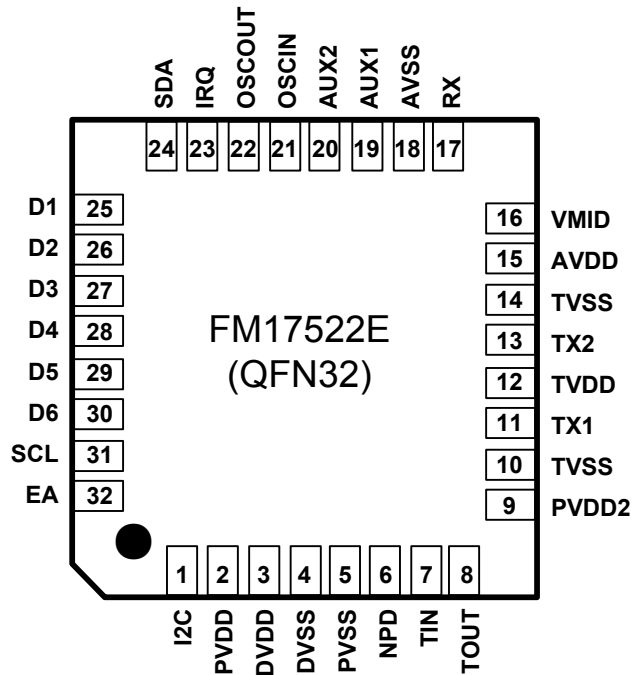 SDA
IRQ
OSCOUT
OSCIN
AUX2
AUX1
AVSS
RX
24
23
22
21
20
19
18
17
D1 25
D2 26
D3 27
D4 28
D5 29
D6 30
SCL 31
EA 32
FM17522E
(QFN32)
16 VMID
15 AVDD
14 TVSS
13 TX2
12 TVDD
11 TX1
10 TVSS
9 PVDD2
1
2
3
4
5
6
7
8
I2C
PVDD
DVDD
DVSS
PVSS
NPD
TIN
TOUT